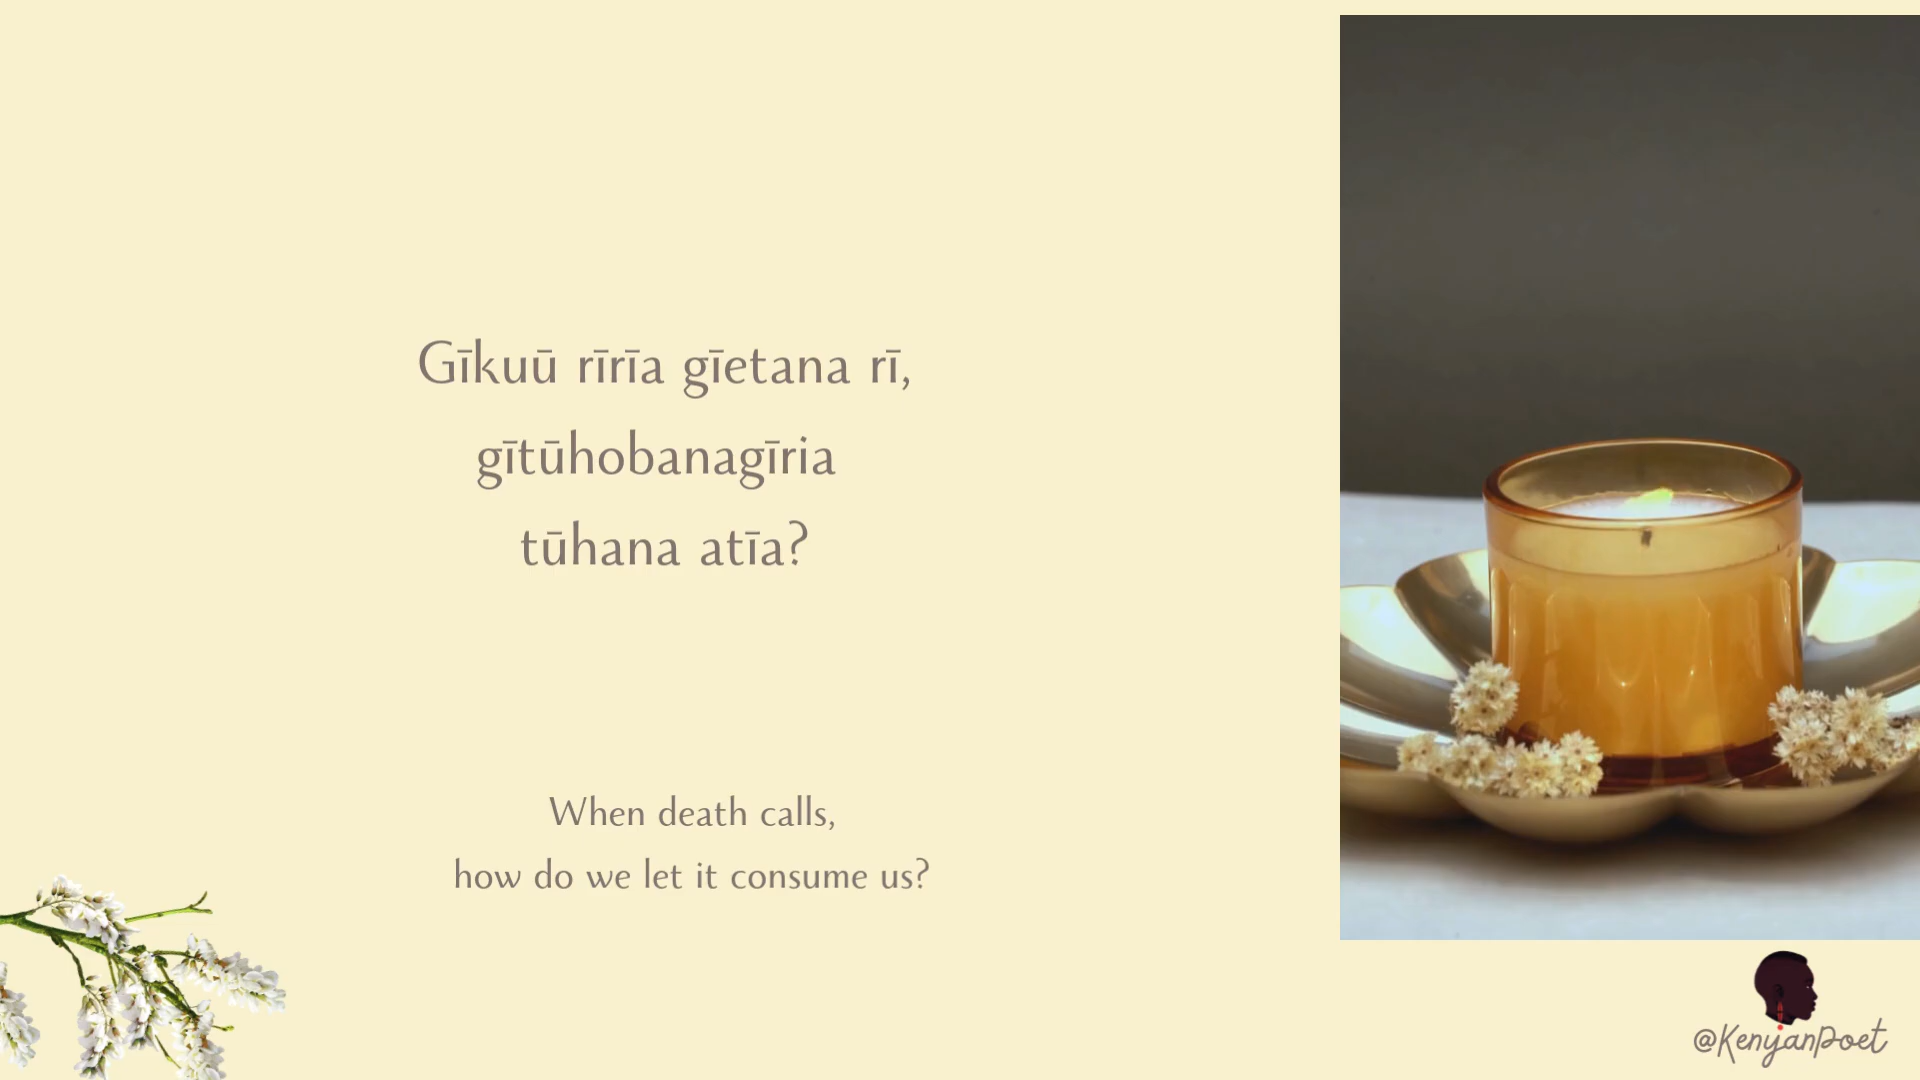 Gīkuū rīrīa gīetana rī,
gītūhobanagīria
tūhana atīa?
When death calls,
how do we let it consume us?
@KenyanPoet